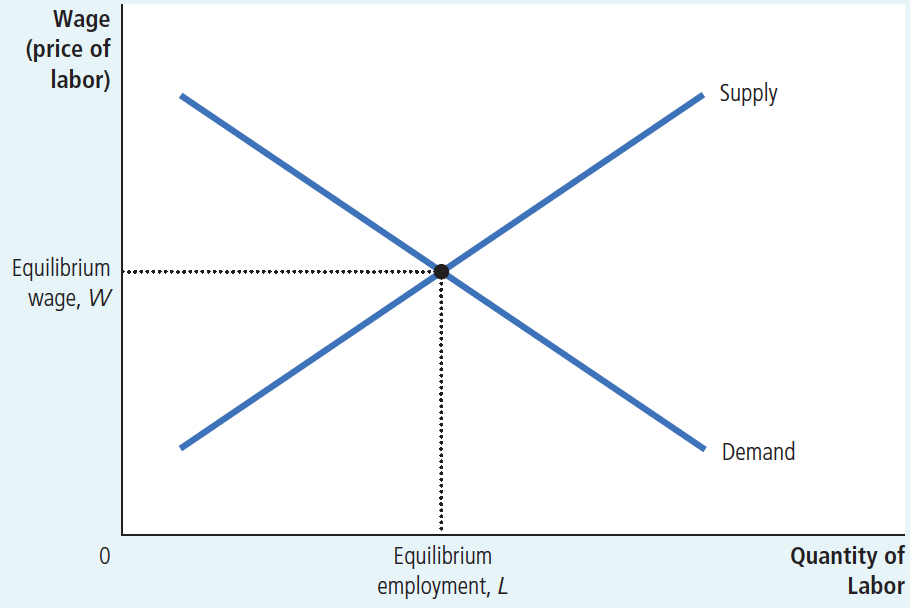 Wage
(price of
labor)
Supply
Equilibrium
wage, W
Demand
0
Equilibrium
employment, L
Quantity of
Labor